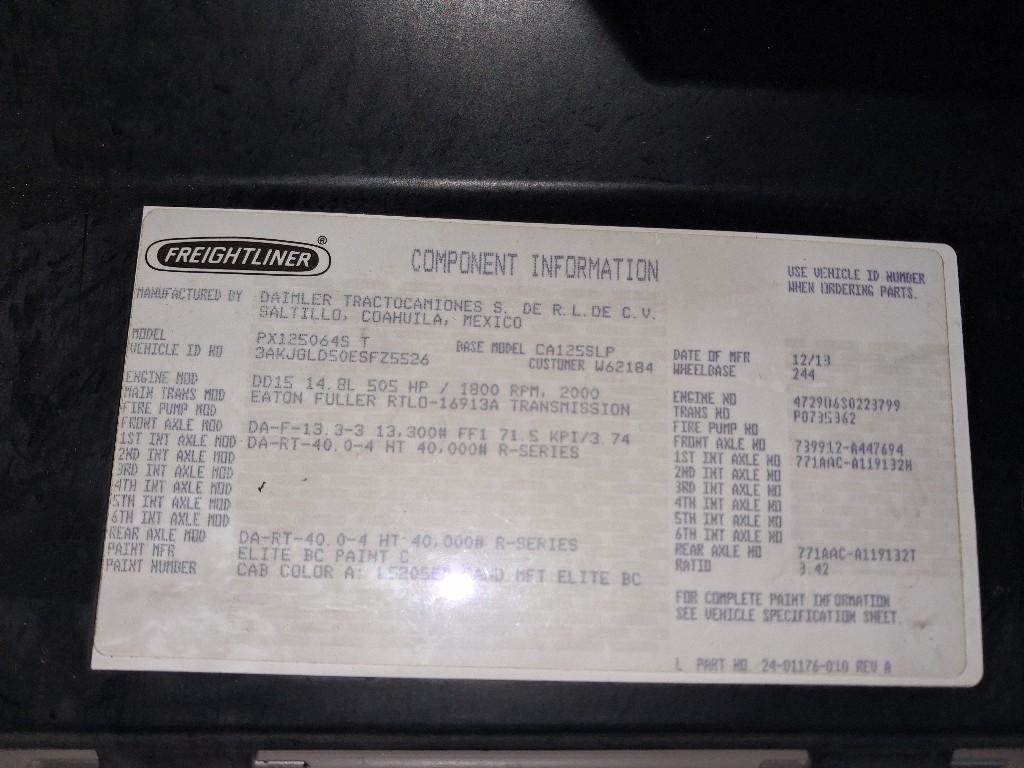 FREIGHTLINER ®
COMPONENT INFORMATION
USE VEHICLE ID NUMBER
WHEN ORDERING PARTS.
MANUFACTURED BY DAIMLER TRACTOCAMIONES S. DE R.L.DE C.V.
SALTILLO, COAHUILA, MEXICO
MODEL PX125064S T BASE MODEL CA125SLP DATE OF MFR 12/13
VEHICLE ID NO 3AKJGLD50ESFZ5526 CUSTOMER W62184 WHEELBASE 244
ENGINE MOD DD15 14.8L 505 HP / 1800 RPM, 2000 ENGINE NO 472906S0223799
MAIN TRANS MOD EATON FULLER RTLO-16913A TRANSMISSION TRANS NO P0735362
FIRE PUMP MOD FIRE PUMP NO
FRONT AXLE MOD DA-F-13.3-3 13,300# FF1 71.5 KPI/3.74 FRONT AXLE NO 739912-A447694
1ST INT AXLE MOD DA-RT-40.0-4 HT 40,000# R-SERIES 1ST INT AXLE NO 771AAC-A119132H
2ND INT AXLE MOD 2ND INT AXLE NO
3RD INT AXLE MOD 3RD INT AXLE NO
4TH INT AXLE MOD 4TH INT AXLE NO
5TH INT AXLE MOD 5TH INT AXLE NO
6TH INT AXLE MOD 6TH INT AXLE NO
REAR AXLE MOD DA-RT-40.0-4 HT 40,000# R-SERIES REAR AXLE NO 771AAC-A119132T
PAINT MFR ELITE BC PAINT C RATIO 3.42
PAINT NUMBER CAB COLOR A: MFT ELITE BC
FOR COMPLETE PAINT INFORMATION
SEE VEHICLE SPECIFICATION SHEET.
L PART NO. 24-01176-010 REV A